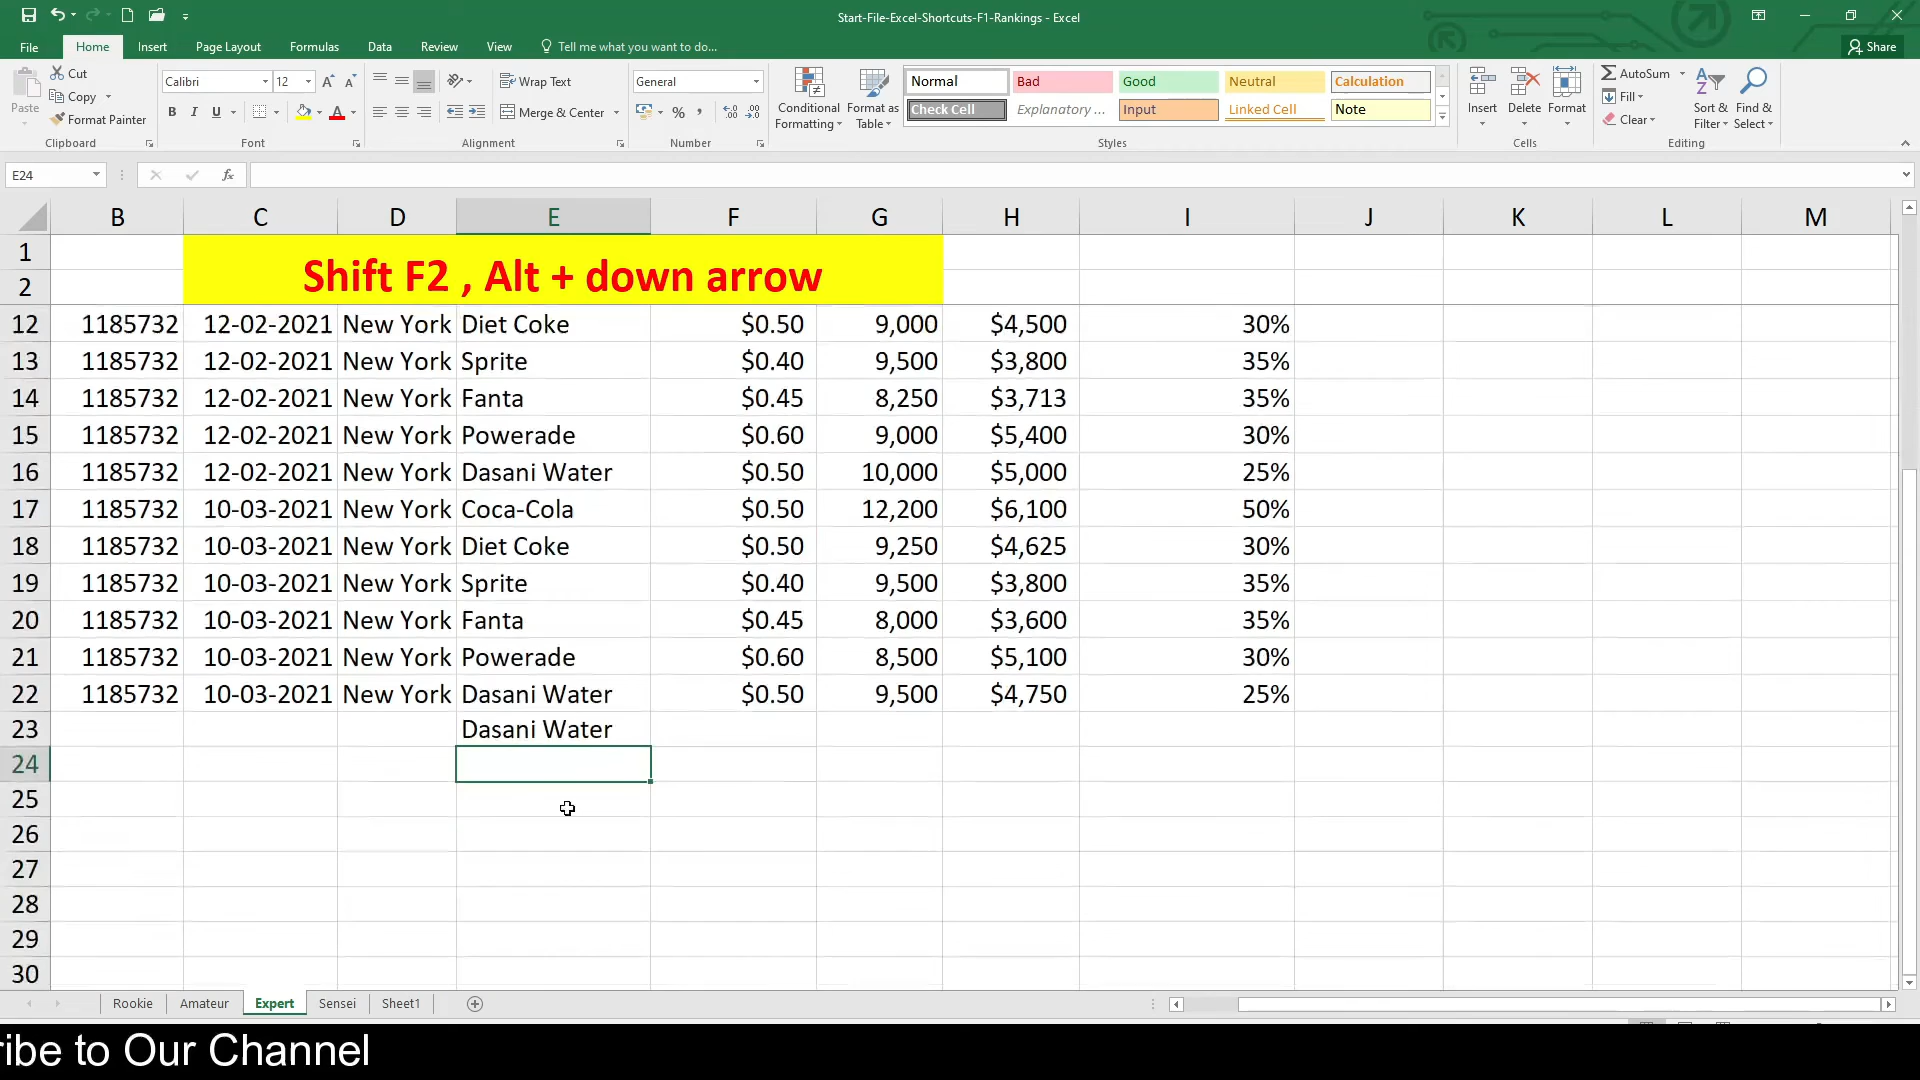 Start-File-Excel-Shortcuts-F1-Rankings - Excel
File Home Insert Page Layout Formulas Data Review View Tell me what you want to do... Share
Paste Cut Copy Format Painter Clipboard
Calibri 12 B I U A A A Font
Wrap Text Merge & Center Alignment
General % , Number
Conditional Formatting Format as Table
Normal Bad Good Neutral Calculation
Check Cell Explanatory ... Input Linked Cell Note
Styles
Insert Delete Format Cells
AutoSum Fill Clear Sort & Filter Find & Select Editing
E24 fx
B C D E F G H I J K L M
1
2
Shift F2 , Alt + down arrow
12 1185732 12-02-2021 New York Diet Coke $0.50 9,000 $4,500 30%
13 1185732 12-02-2021 New York Sprite $0.40 9,500 $3,800 35%
14 1185732 12-02-2021 New York Fanta $0.45 8,250 $3,713 35%
15 1185732 12-02-2021 New York Powerade $0.60 9,000 $5,400 30%
16 1185732 12-02-2021 New York Dasani Water $0.50 10,000 $5,000 25%
17 1185732 10-03-2021 New York Coca-Cola $0.50 12,200 $6,100 50%
18 1185732 10-03-2021 New York Diet Coke $0.50 9,250 $4,625 30%
19 1185732 10-03-2021 New York Sprite $0.40 9,500 $3,800 35%
20 1185732 10-03-2021 New York Fanta $0.45 8,000 $3,600 35%
21 1185732 10-03-2021 New York Powerade $0.60 8,500 $5,100 30%
22 1185732 10-03-2021 New York Dasani Water $0.50 9,500 $4,750 25%
23 Dasani Water
24
25
26
27
28
29
30
Rookie Amateur Expert Sensei Sheet1
ribe to Our Channel